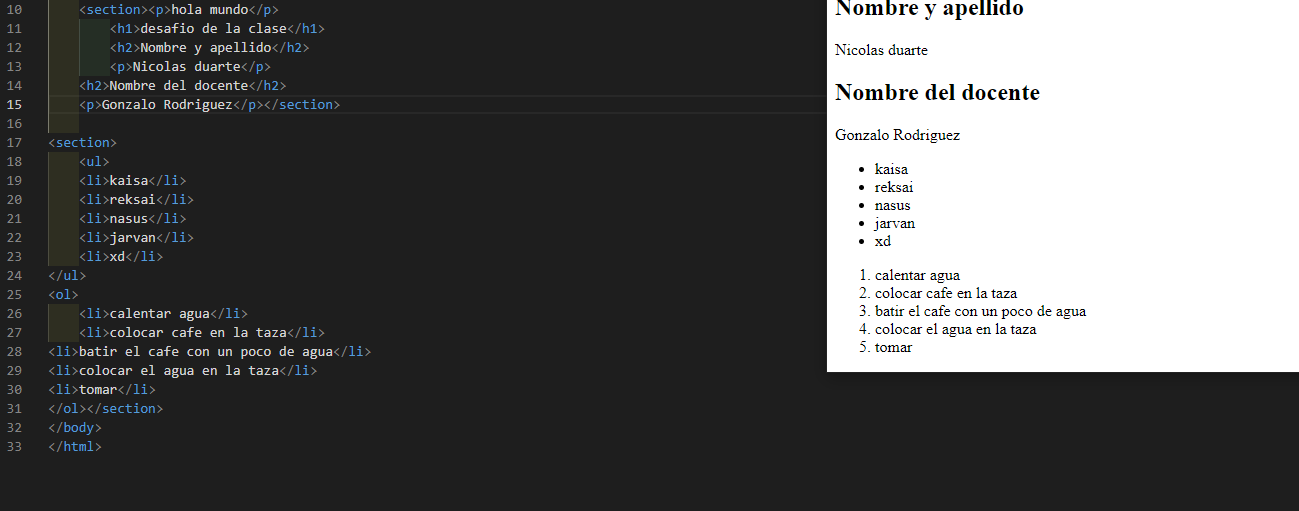 10 <section><p>hola mundo</p>
11 <h1>desafio de la clase</h1>
12 <h2>Nombre y apellido</h2>
13 <p>Nicolas duarte</p>
14 <h2>Nombre del docente</h2>
15 <p>Gonzalo Rodriguez</p></section>
16
17 <section>
18 <ul>
19 <li>kaisa</li>
20 <li>reksai</li>
21 <li>nasus</li>
22 <li>jarvan</li>
23 <li>xd</li>
24 </ul>
25 <ol>
26 <li>calentar agua</li>
27 <li>colocar cafe en la taza</li>
28 <li>batir el cafe con un poco de agua</li>
29 <li>colocar el agua en la taza</li>
30 <li>tomar</li>
31 </ol></section>
32 </body>
33 </html>
Nombre y apellido
Nicolas duarte
Nombre del docente
Gonzalo Rodriguez
• kaisa
• reksai
• nasus
• jarvan
• xd
1. calentar agua
2. colocar cafe en la taza
3. batir el cafe con un poco de agua
4. colocar el agua en la taza
5. tomar